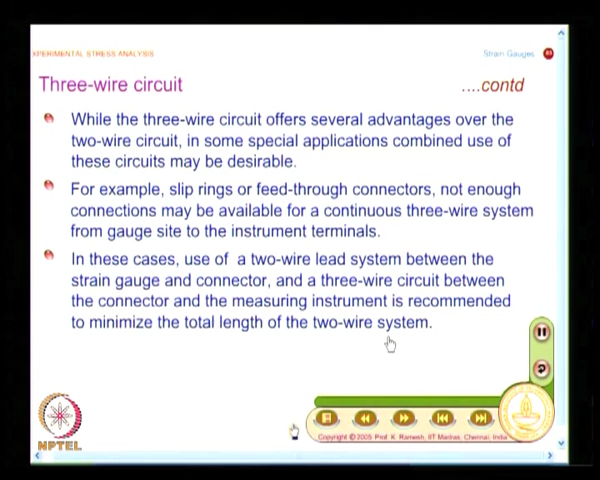 XPERIMENTAL STRESS ANALYSIS
Strain Gauges
Three-wire circuit
....contd
While the three-wire circuit offers several advantages over the
two-wire circuit, in some special applications combined use of
these circuits may be desirable.
For example, slip rings or feed-through connectors, not enough
connections may be available for a continuous three-wire system
from gauge site to the instrument terminals.
In these cases, use of a two-wire lead system between the
strain gauge and connector, and a three-wire circuit between
the connector and the measuring instrument is recommended
to minimize the total length of the two-wire system.
NPTEL
Copyright © 2005 Prof. K. Ramesh, IIT Madras, Chennai, India